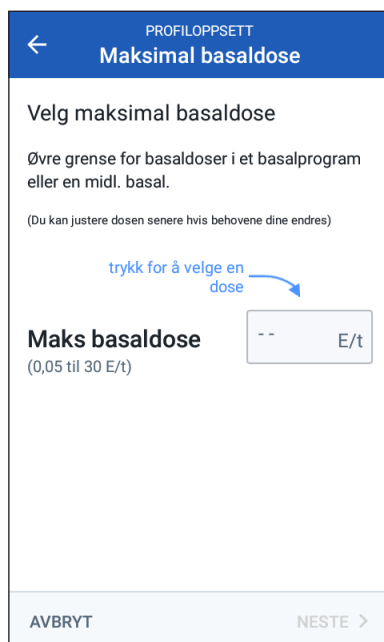 PROFILOPPSETT
Maksimal basaldose
Velg maksimal basaldose
Øvre grense for basaldoser i et basalprogram
eller en midl. basal.
(Du kan justere dosen senere hvis behovene dine endres)
trykk for å velge en
dose
Maks basaldose
-- E/t
(0,05 til 30 E/t)
AVBRYT
NESTE